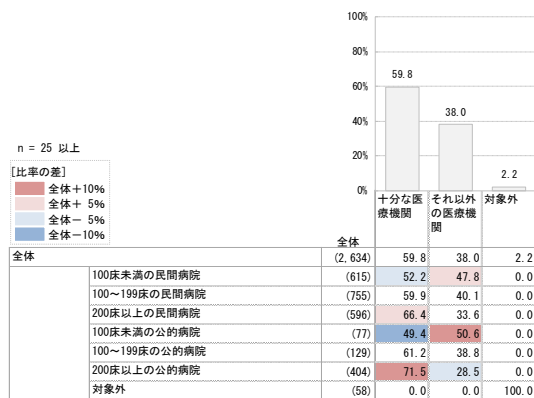 100%
80%
60%
40%
20%
0%
59.8
38.0
2.2
n = 25 以上
[比率の差]
全体+10%
全体+ 5%
全体- 5%
全体-10%
十分な医
療機関
それ以外
の医療機
関
対象外
全体
全体 (2,634) 59.8 38.0 2.2
100床未満の民間病院 (615) 52.2 47.8 0.0
100~199床の民間病院 (755) 59.9 40.1 0.0
200床以上の民間病院 (596) 66.4 33.6 0.0
100床未満の公的病院 (77) 49.4 50.6 0.0
100~199床の公的病院 (129) 61.2 38.8 0.0
200床以上の公的病院 (404) 71.5 28.5 0.0
対象外 (58) 0.0 0.0 100.0